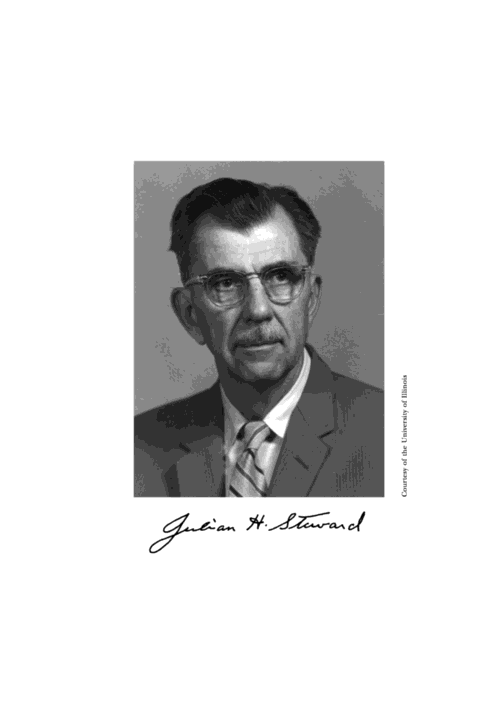 Courtesy of the University of Illinois
Julian H. Steward